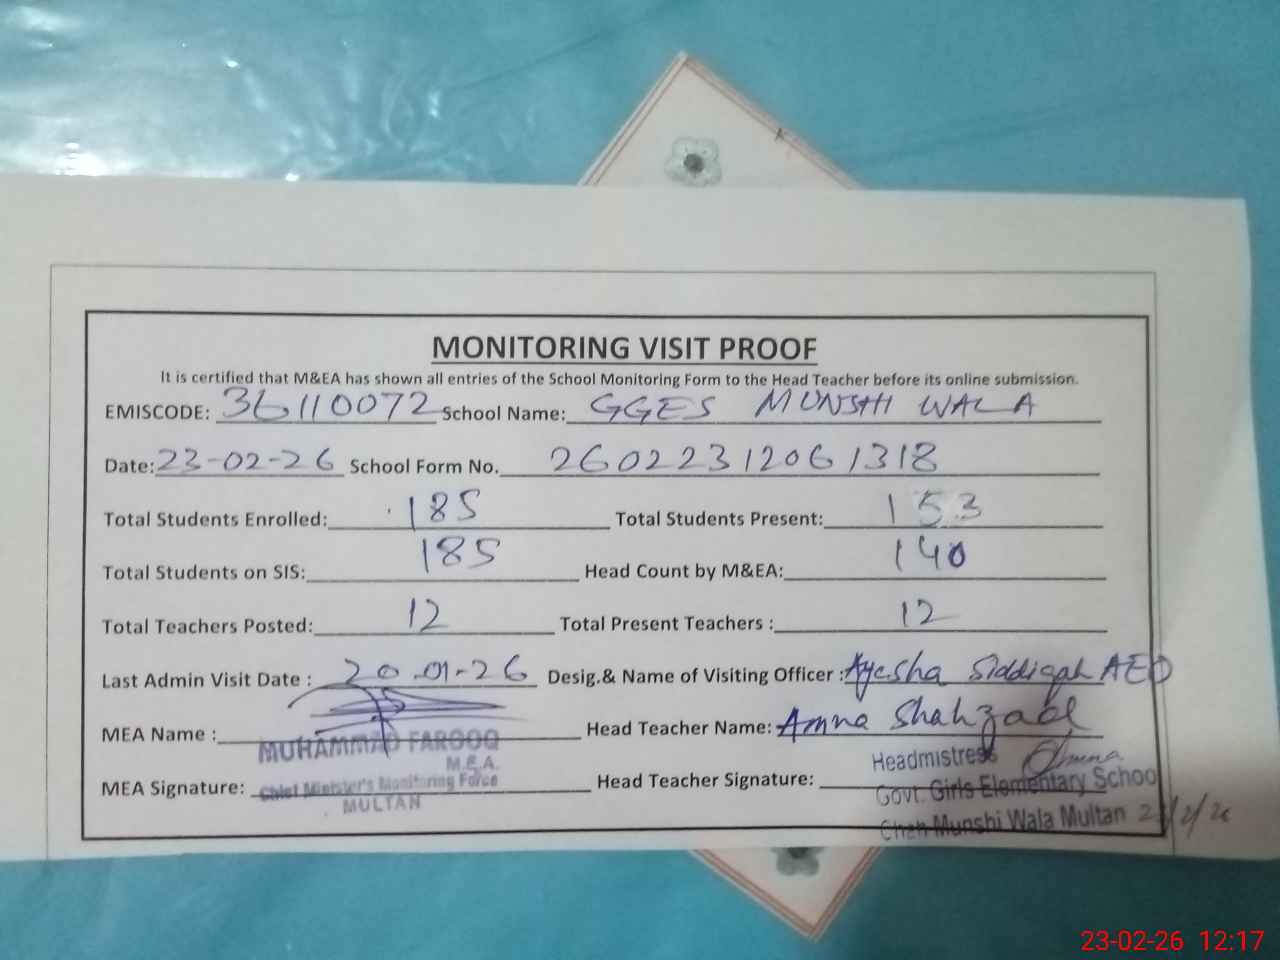 MONITORING VISIT PROOF
It is certified that M&EA has shown all entries of the School Monitoring Form to the Head Teacher before its online submission.
EMISCODE: 36110072 School Name: GGES MUNSHI WALA
Date: 23-02-26 School Form No. 26022312061318
Total Students Enrolled: 185 Total Students Present: 153
Total Students on SIS: 185 Head Count by M&EA: 140
Total Teachers Posted: 12 Total Present Teachers : 12
Last Admin Visit Date : 20-01-26 Desig.& Name of Visiting Officer : Ayesha Siddiqah AEO
MEA Name : Head Teacher Name: Amna Shahzadi
MUHAMMAD FAROOQ
M.E.A.
Chief Minister's Monitoring Force
MULTAN
MEA Signature: Head Teacher Signature:
Headmistress Amna
Govt. Girls Elementary School
Chah Munshi Wala Multan
23-02-26 12:17